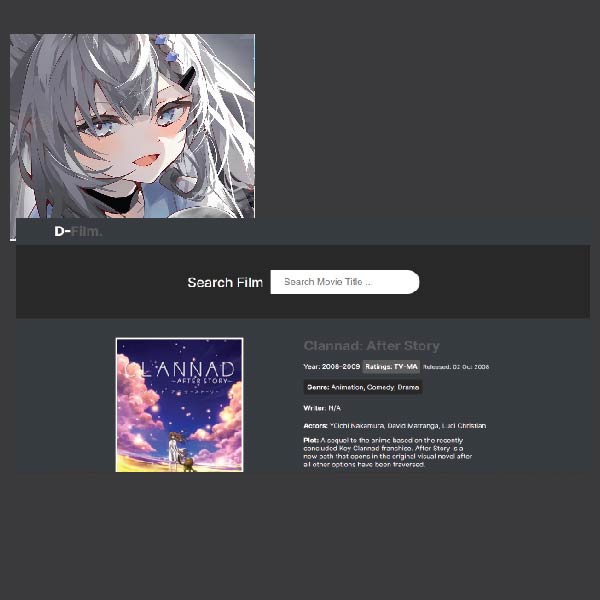 D-Film.
Search Film
Search Movie Title ...
CLANNAD
~AFTER STORY~
Clannad: After Story
Year: 2008–2009 Ratings: TV-MA Released: 02 Oct 2008
Genre: Animation, Comedy, Drama
Writer: N/A
Actors: Yûichi Nakamura, David Matranga, Luci Christian
Plot: A sequel to the anime based on the recently
concluded Key Clannad franchise. After Story is a
new path that opens in the original visual novel after
all other options have been traversed.